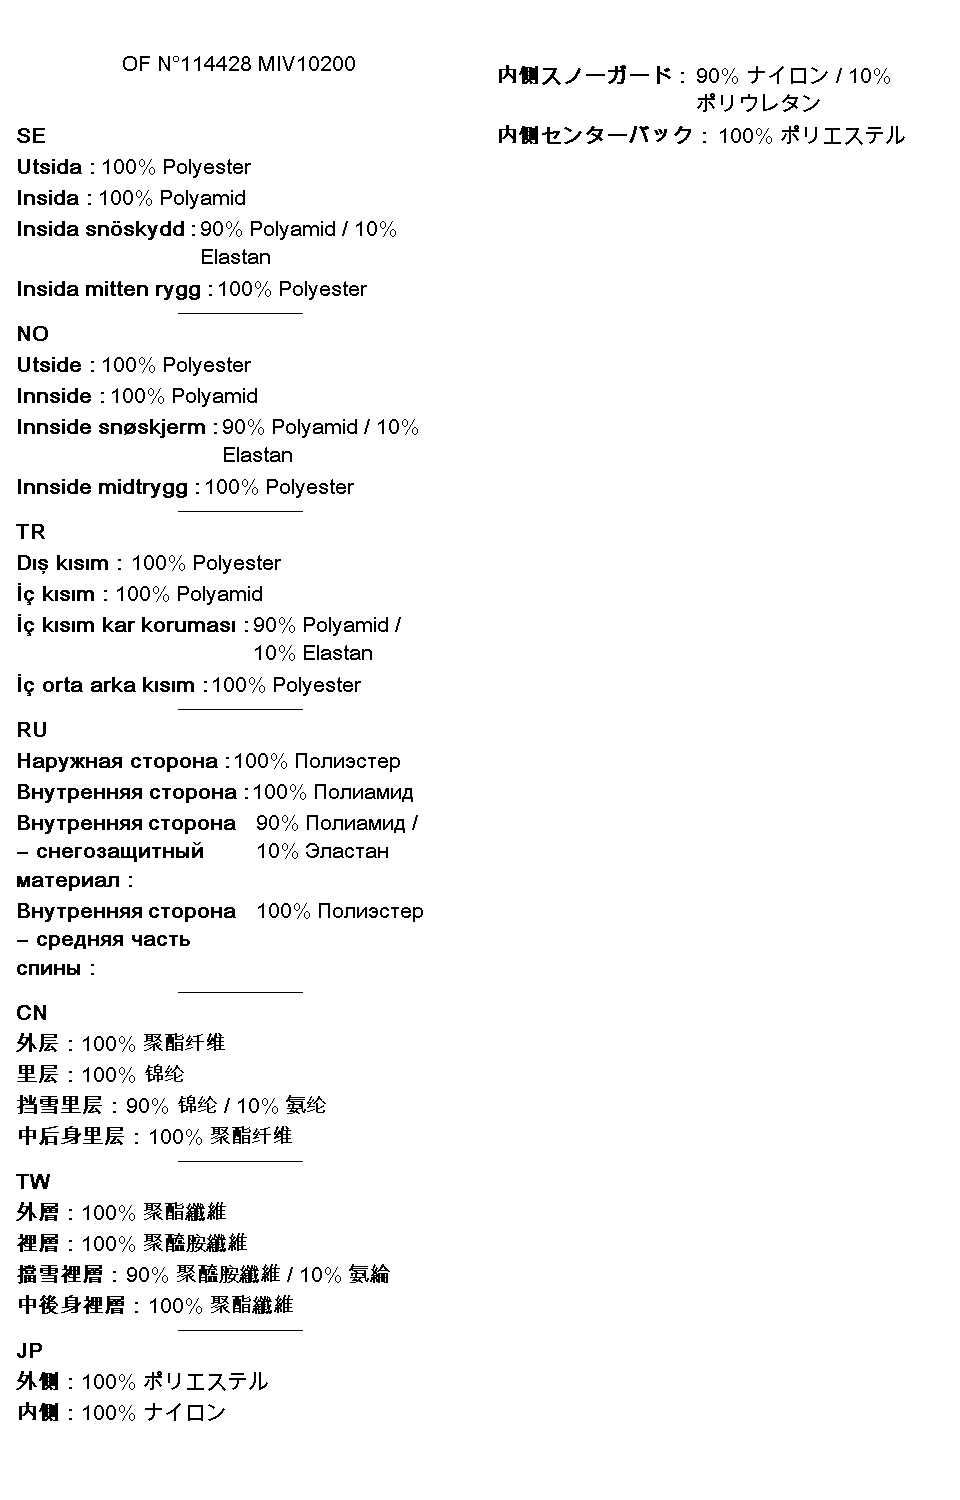 OF N°114428 MIV10200
SE
Utsida : 100% Polyester
Insida : 100% Polyamid
Insida snöskydd : 90% Polyamid / 10%
Elastan
Insida mitten rygg : 100% Polyester
NO
Utside : 100% Polyester
Innside : 100% Polyamid
Innside snøskjerm : 90% Polyamid / 10%
Elastan
Innside midtrygg : 100% Polyester
TR
Dış kısım : 100% Polyester
İç kısım : 100% Polyamid
İç kısım kar koruması : 90% Polyamid /
10% Elastan
İç orta arka kısım : 100% Polyester
RU
Наружная сторона : 100% Полиэстер
Внутренняя сторона : 100% Полиамид
Внутренняя сторона 90% Полиамид /
– снегозащитный 10% Эластан
материал :
Внутренняя сторона 100% Полиэстер
– средняя часть
спины :
CN
外层 : 100% 聚酯纤维
里层 : 100% 锦纶
挡雪里层 : 90% 锦纶 / 10% 氨纶
中后身里层 : 100% 聚酯纤维
TW
外層 : 100% 聚酯纖維
裡層 : 100% 聚醯胺纖維
擋雪裡層 : 90% 聚醯胺纖維 / 10% 氨綸
中後身裡層 : 100% 聚酯纖維
JP
外側 : 100% ポリエステル
内側 : 100% ナイロン
内側スノーガード : 90% ナイロン / 10%
ポリウレタン
内側センターバック : 100% ポリエステル